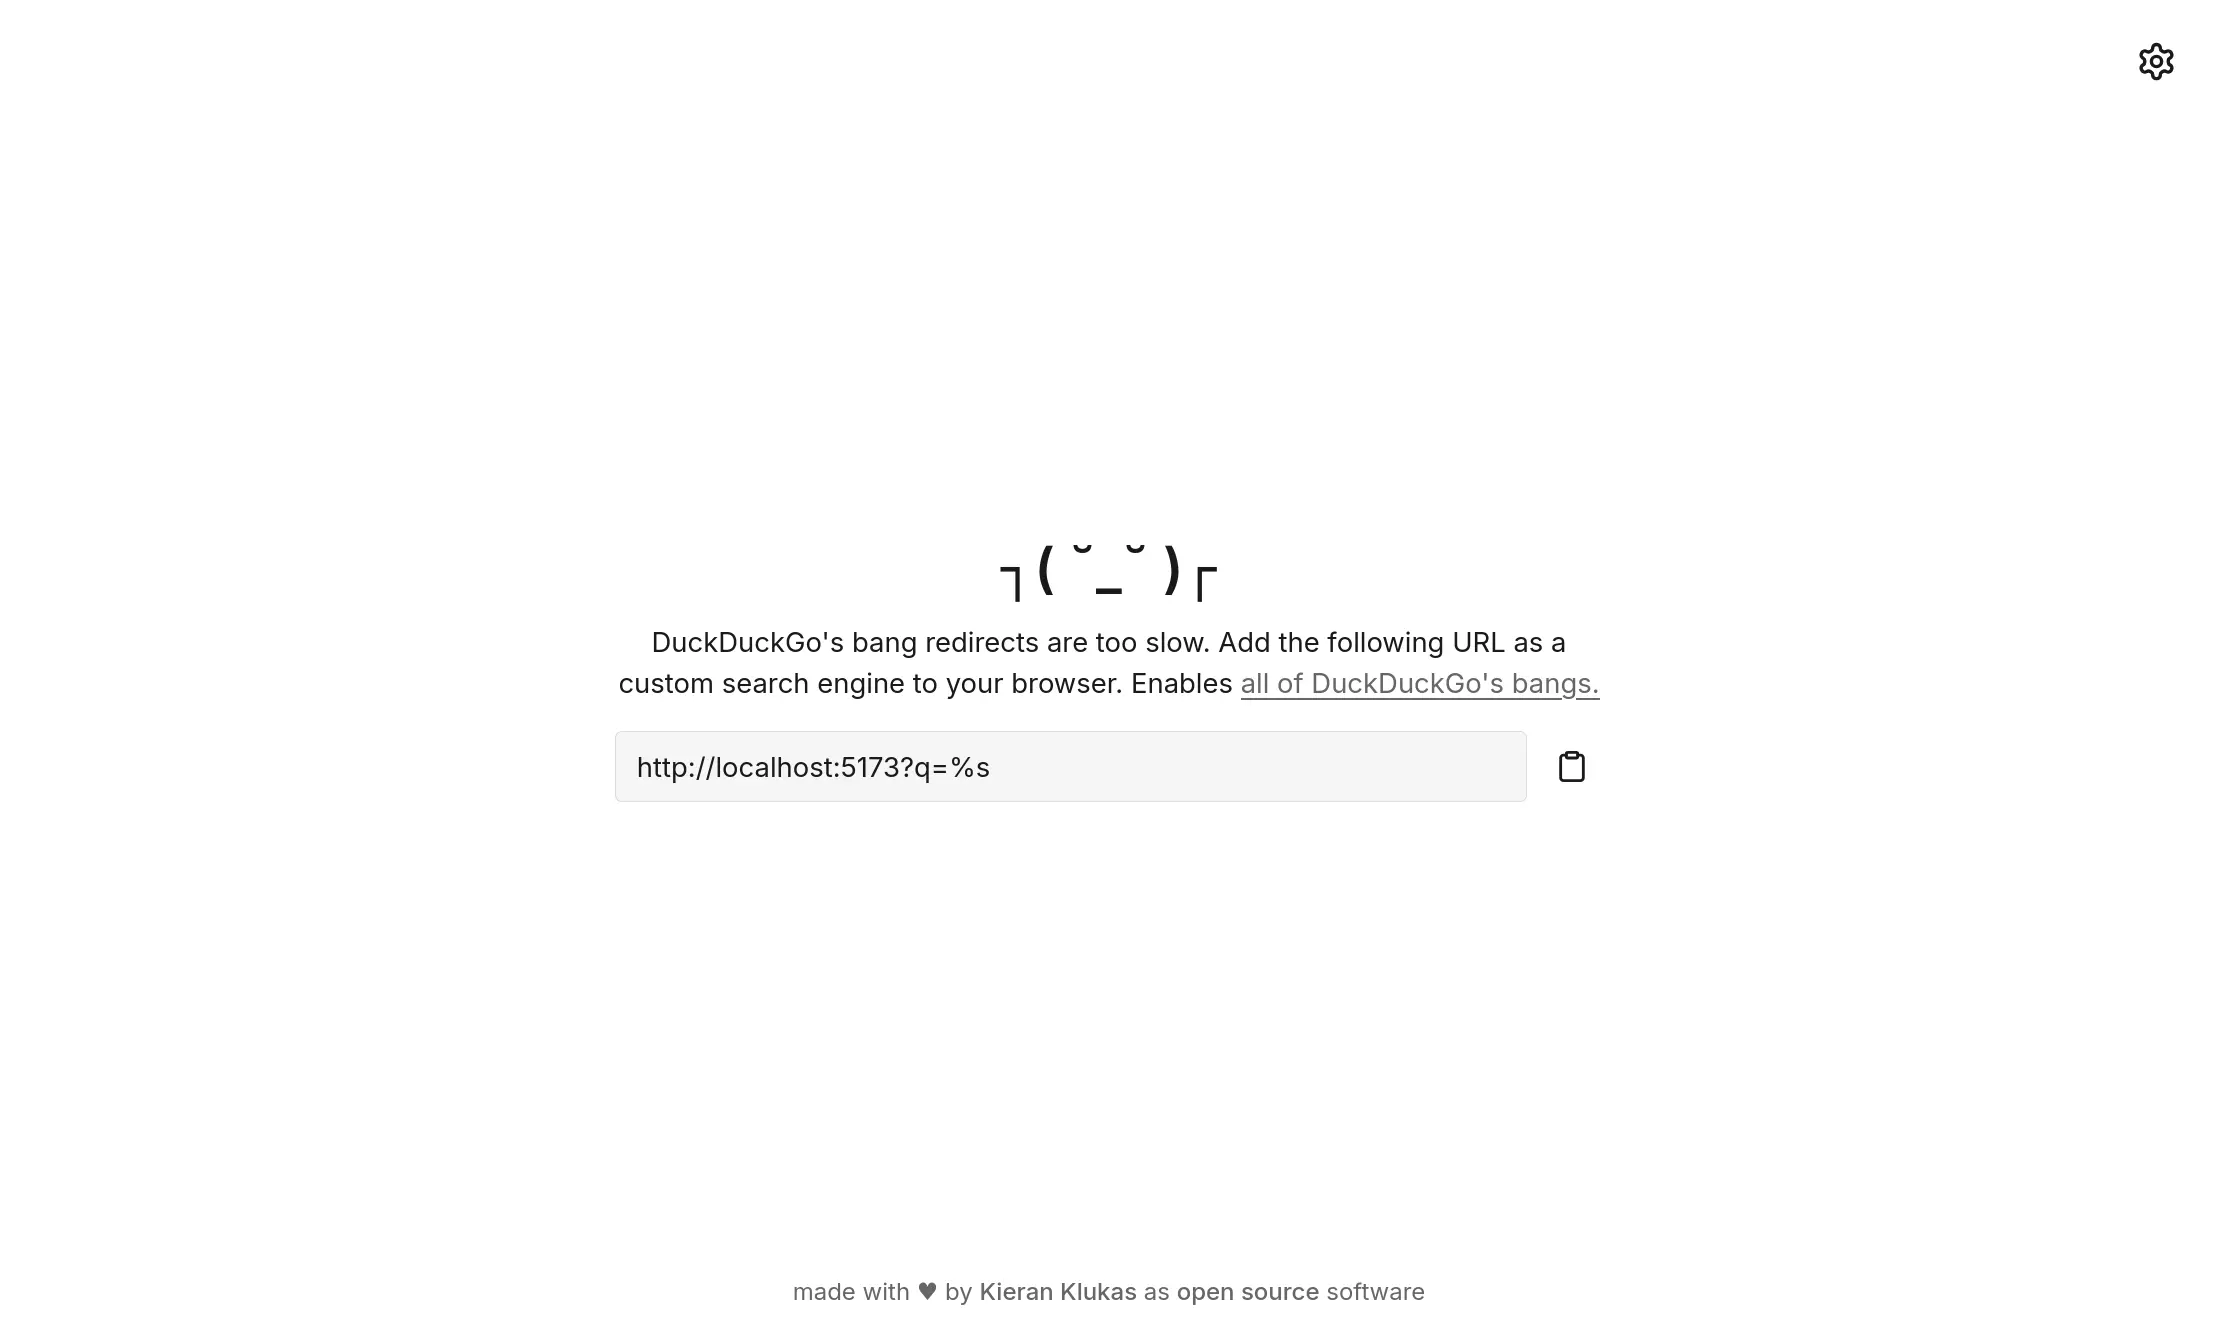 ┐( ˘_˘ )┌
DuckDuckGo's bang redirects are too slow. Add the following URL as a
custom search engine to your browser. Enables all of DuckDuckGo's bangs.
http://localhost:5173?q=%s
made with ♥ by Kieran Klukas as open source software